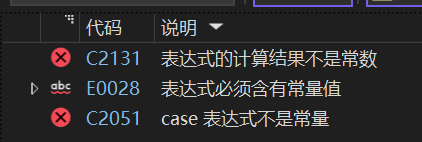 代码 说明
C2131 表达式的计算结果不是常数
abc E0028 表达式必须含有常量值
C2051 case 表达式不是常量